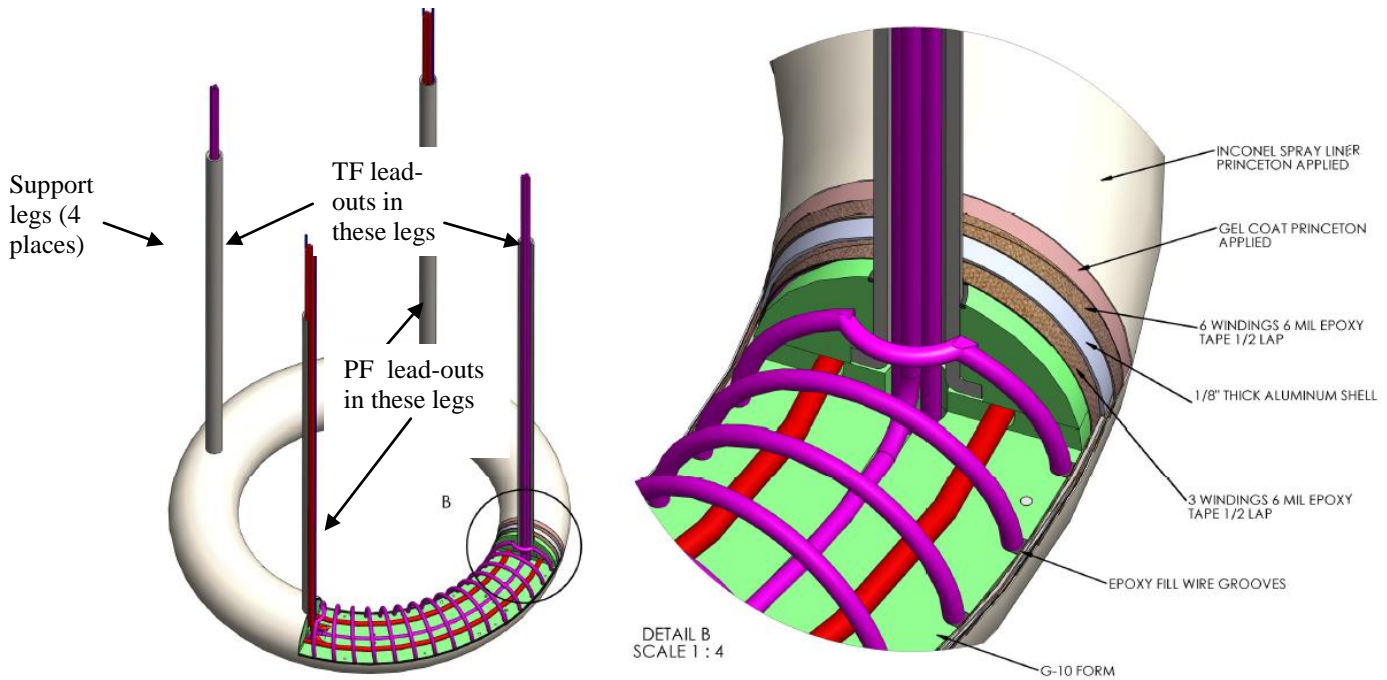 Support
legs (4
places)
TF lead-
outs in
these legs
PF lead-outs
in these legs
B
INCONEL SPRAY LINER
PRINCETON APPLIED
GEL COAT PRINCETON
APPLIED
6 WINDINGS 6 MIL EPOXY
TAPE 1/2 LAP
1/8" THICK ALUMINUM SHELL
3 WINDINGS 6 MIL EPOXY
TAPE 1/2 LAP
EPOXY FILL WIRE GROOVES
G-10 FORM
DETAIL B
SCALE 1 : 4